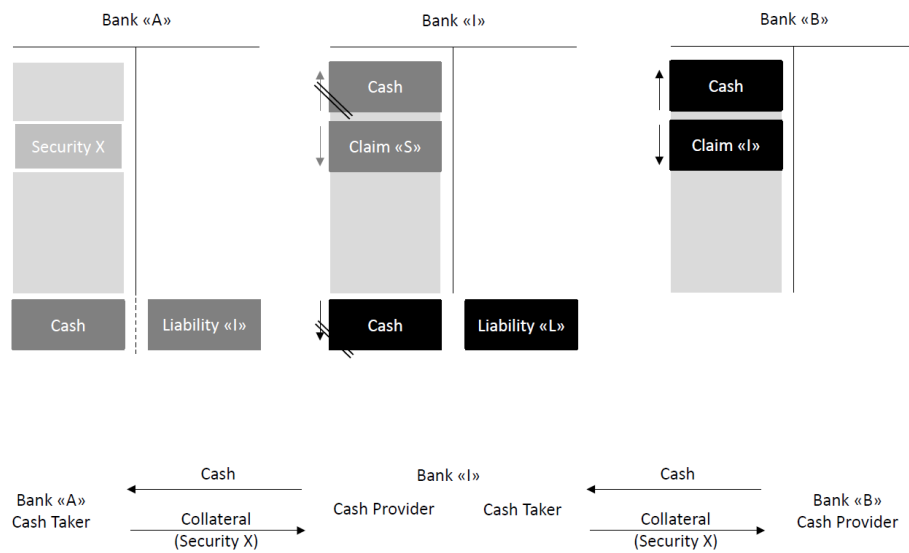 Bank «A»
Bank «I»
Bank «B»
Cash
Cash
Security X
Claim «S»
Claim «I»
Cash
Liability «I»
Cash
Liability «L»
Cash
Bank «I»
Cash
Bank «A»
Cash Taker
Cash Provider
Cash Taker
Bank «B»
Cash Provider
Collateral
(Security X)
Collateral
(Security X)